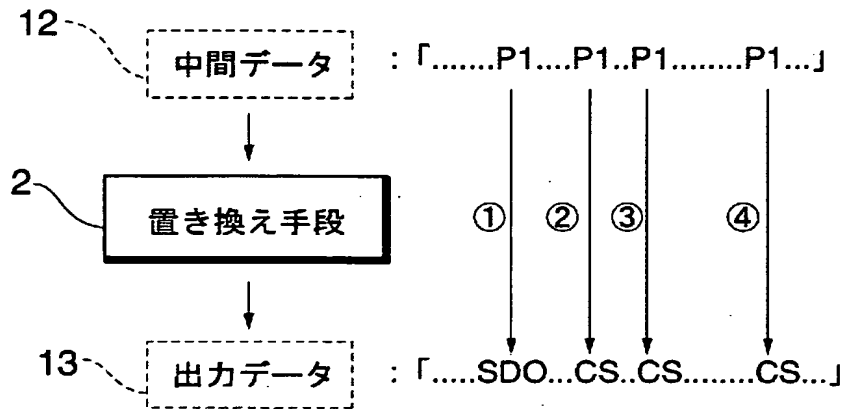 12
中間データ :「.......P1....P1..P1........P1...」
2
置き換え手段
① ② ③ ④
13
出力データ :「.....SDO...CS..CS........CS...」